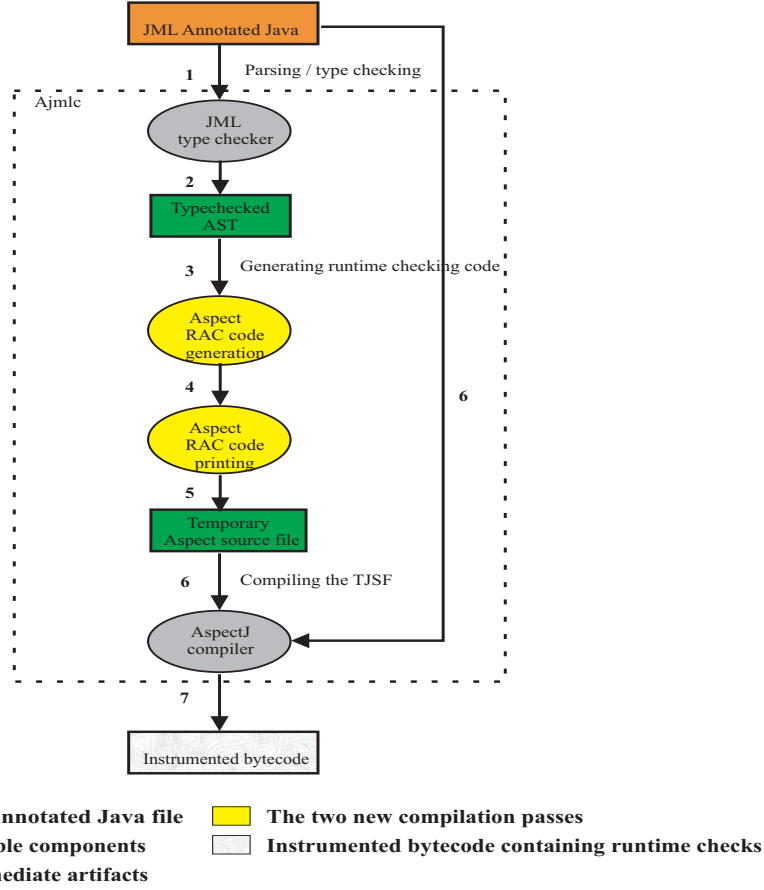 JML Annotated Java
1
Parsing / type checking
Ajmlc
JML
type checker
2
Typechecked
AST
3
Generating runtime checking code
Aspect
RAC code
generation
4
6
Aspect
RAC code
printing
5
Temporary
Aspect source file
6
Compiling the TJSF
AspectJ
compiler
7
Instrumented bytecode
nnotated Java file
The two new compilation passes
ple components
Instrumented bytecode containing runtime checks
nediate artifacts